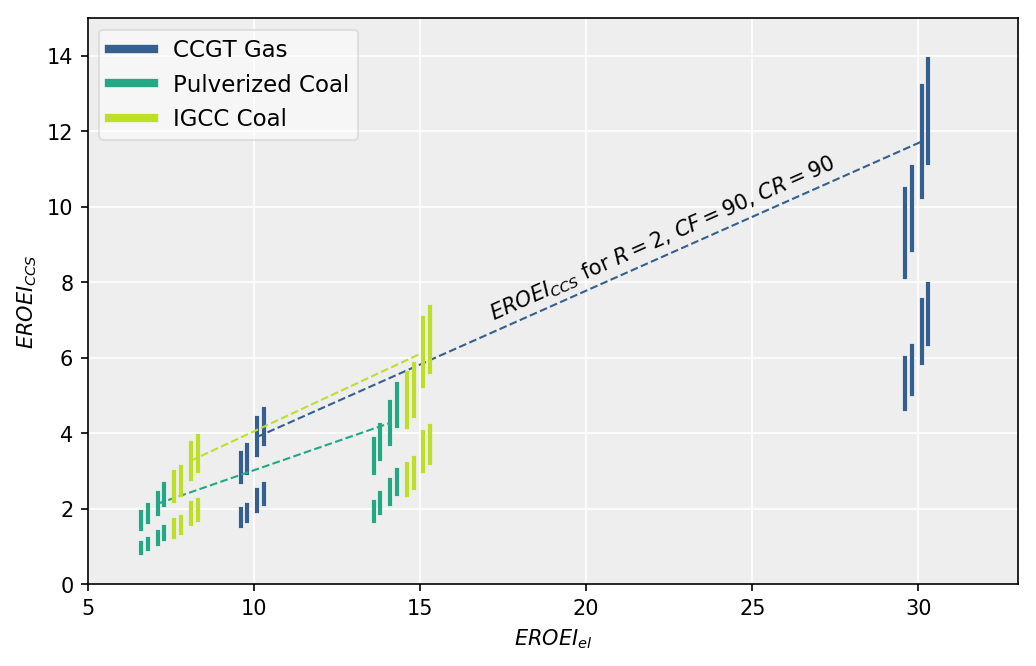 CCGT Gas
Pulverized Coal
IGCC Coal
EROEI_CCS for R = 2, CF = 90, CR = 90
EROEI_CCS
14
12
10
8
6
4
2
0
5 10 15 20 25 30
EROEI_el